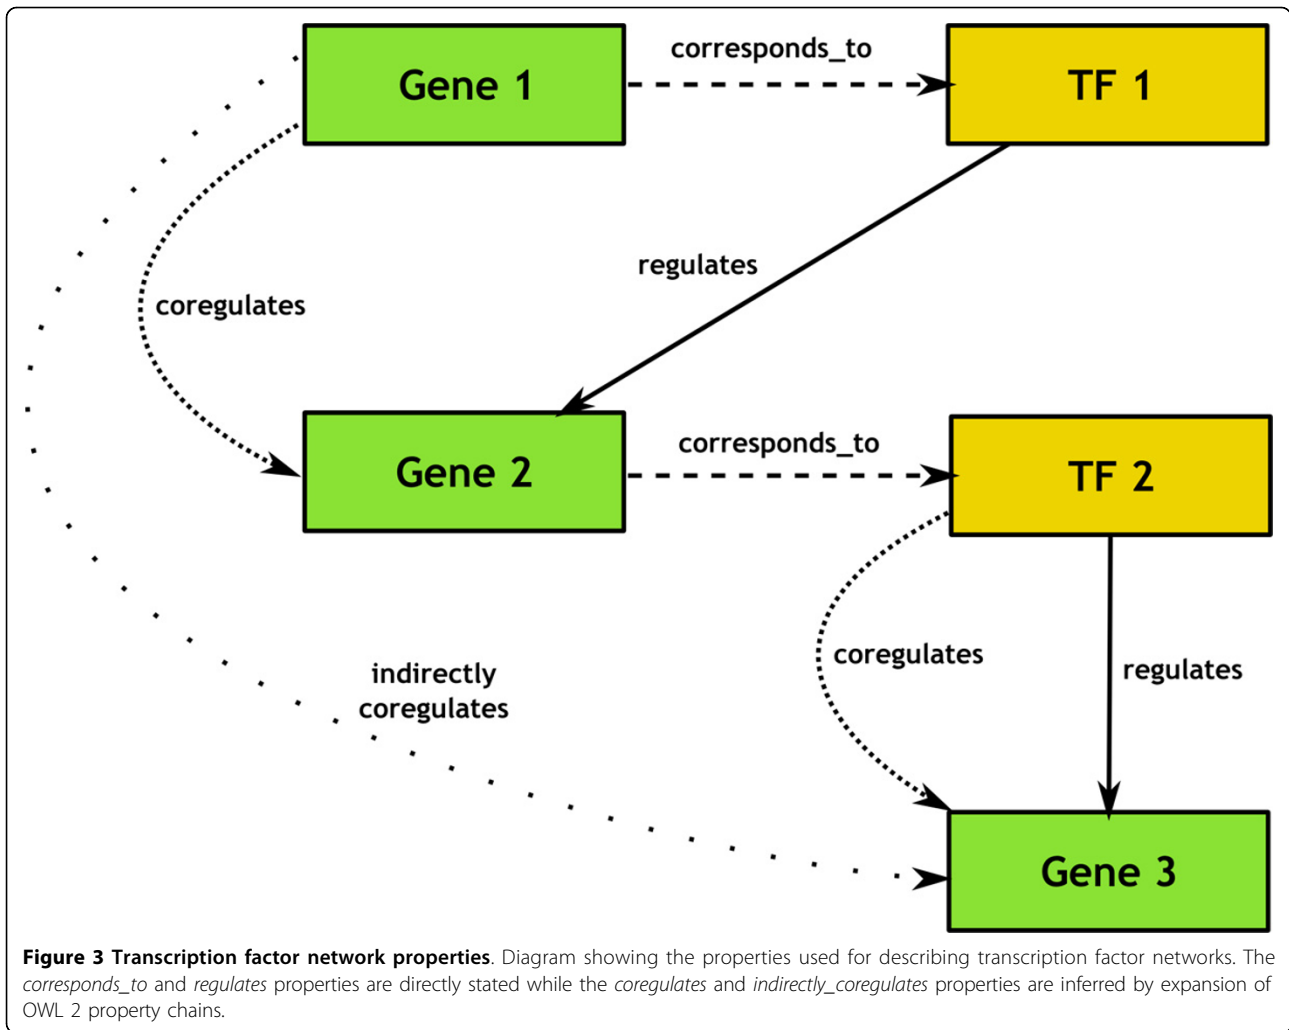 corresponds_to
Gene 1
TF 1
regulates
coregulates
corresponds_to
Gene 2
TF 2
coregulates
regulates
indirectly
coregulates
Gene 3
Figure 3 Transcription factor network properties. Diagram showing the properties used for describing transcription factor networks. The
corresponds_to and regulates properties are directly stated while the coregulates and indirectly_coregulates properties are inferred by expansion of
OWL 2 property chains.